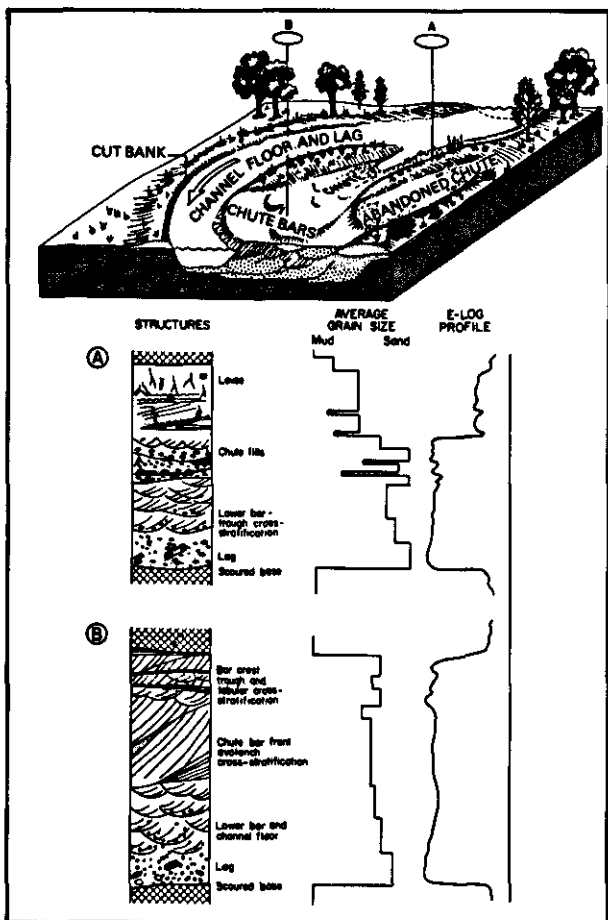 B
A
CUT BANK
CHANNEL FLOOR AND LAG
CHUTE BARS
ABANDONED CHUTE
STRUCTURES
AVERAGE
GRAIN SIZE
Mud
Sand
E-LOG
PROFILE
A
Levee
Chute fills
Lower bar-
trough cross-
stratification
Lag
Scoured base
B
Bar crest
trough and
tabular cross-
stratification
Chute bar front
avalanch
cross-stratification
Lower bar and
channel floor
Lag
Scoured base